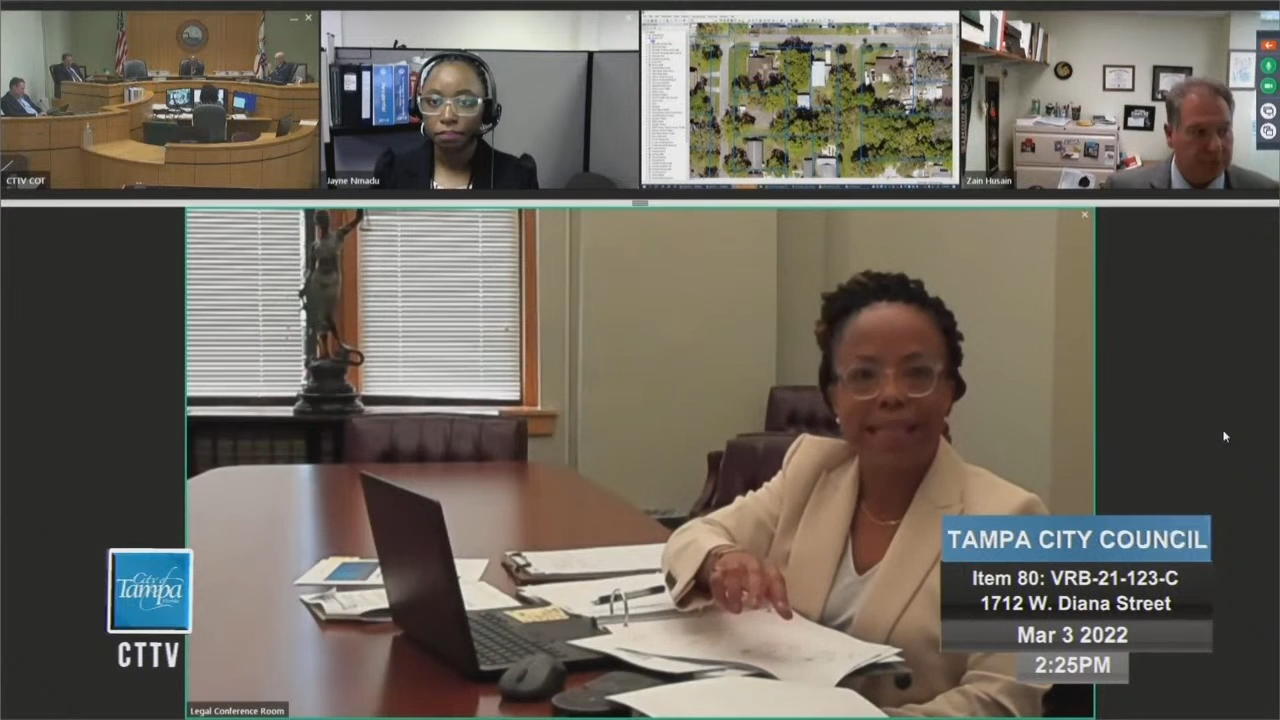 CTTV COT
Jayne Nmadu
Zain Husain
TAMPA CITY COUNCIL
Item 80: VRB-21-123-C
1712 W. Diana Street
Mar 3 2022
2:25PM
City of
Tampa
CTTV
Legal Conference Room